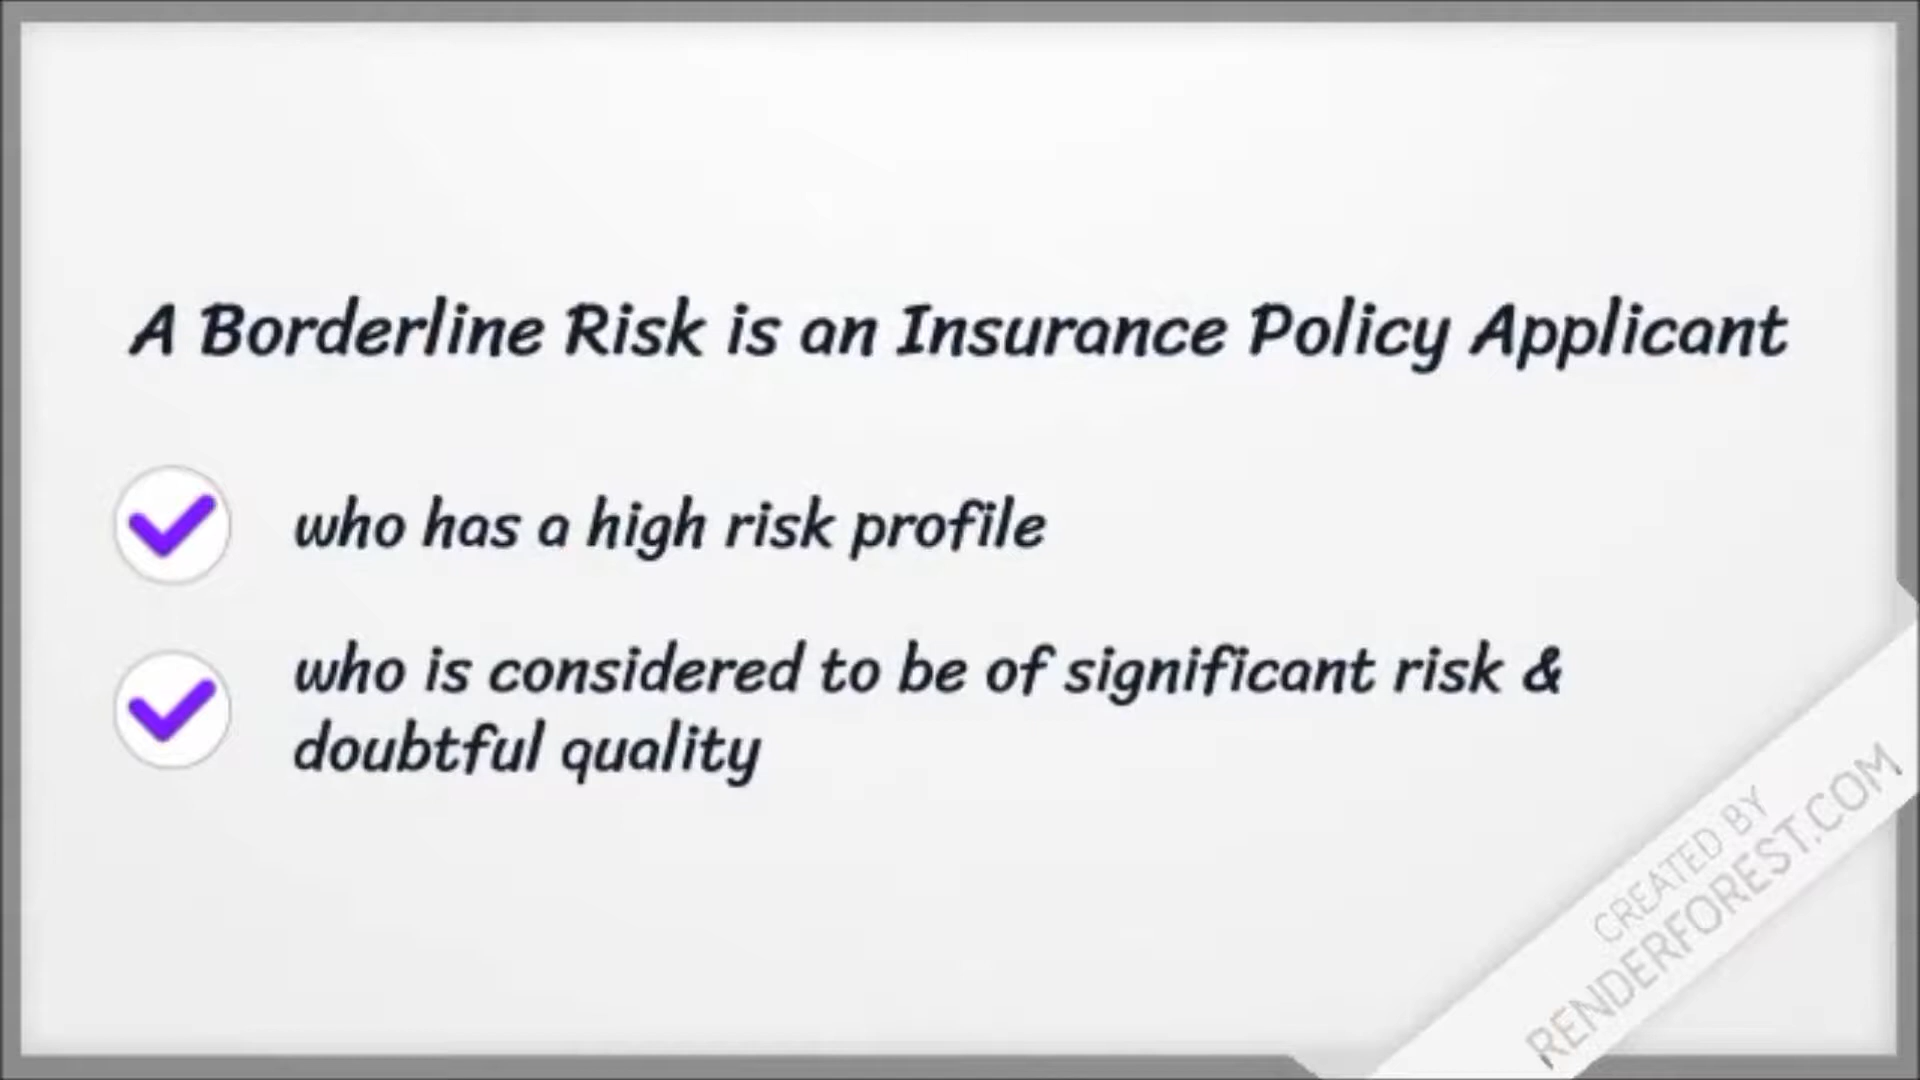 A Borderline Risk is an Insurance Policy Applicant
who has a high risk profile
who is considered to be of significant risk &
doubtful quality
CREATED BY
RENDERFOREST.COM